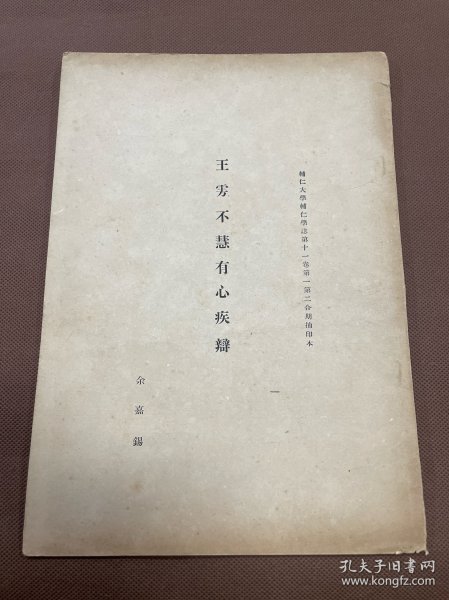 輔仁大學輔仁學誌第十一卷第一第二合期抽印本
王雱不慧有心疾辯
余嘉錫
孔夫子旧书网
www.kongfz.com